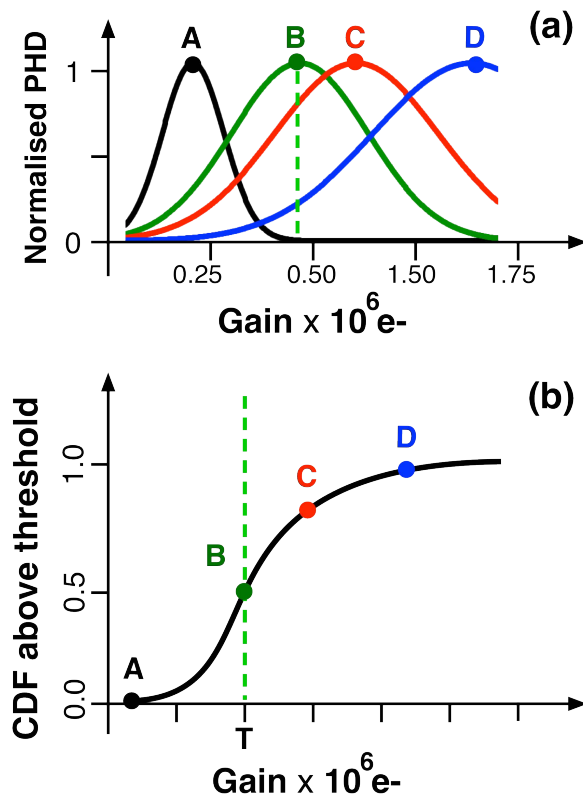 (a)
A B C D
Normalised PHD
1
0
0.25 0.50 1.50 1.75
Gain x 10^6e-
(b)
CDF above threshold
1.0
0.5
0.0
A
B
C
D
T
Gain x 10^6e-